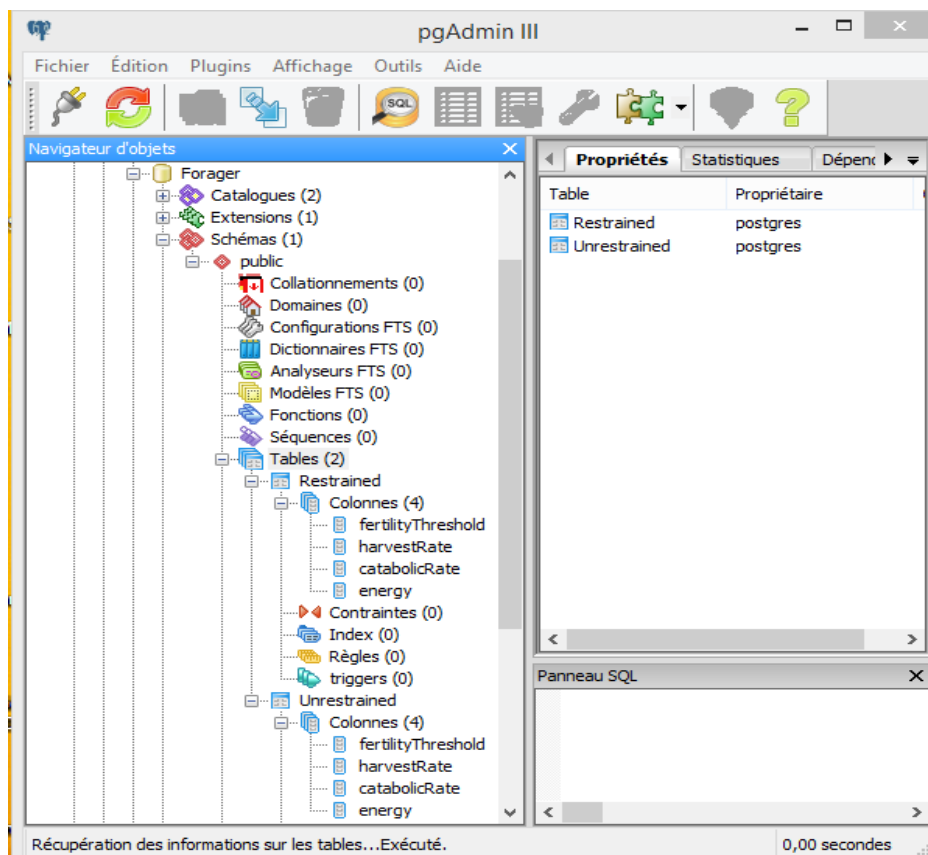 pgAdmin III
Fichier Édition Plugins Affichage Outils Aide
SQL
Navigateur d'objets
Forager
Catalogues (2)
Extensions (1)
Schémas (1)
public
Collationnements (0)
Domaines (0)
Configurations FTS (0)
Dictionnaires FTS (0)
Analyseurs FTS (0)
Modèles FTS (0)
Fonctions (0)
Séquences (0)
Tables (2)
Restrained
Colonnes (4)
fertilityThreshold
harvestRate
catabolicRate
energy
Contraintes (0)
Index (0)
Règles (0)
triggers (0)
Unrestrained
Colonnes (4)
fertilityThreshold
harvestRate
catabolicRate
energy
Propriétés Statistiques
Table Propriétaire
Restrained postgres
Unrestrained postgres
Panneau SQL
Récupération des informations sur les tables...Exécuté. 0,00 secondes